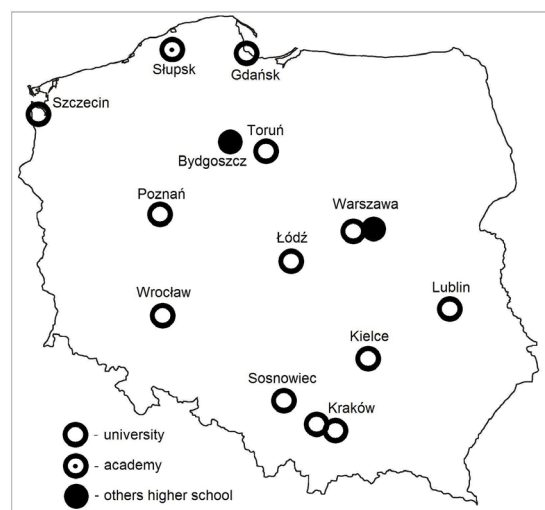 Słupsk
Gdańsk
Szczecin
Toruń
Bydgoszcz
Poznań
Warszawa
Łódź
Wrocław
Lublin
Kielce
Sosnowiec
Kraków
- university
- academy
- others higher school